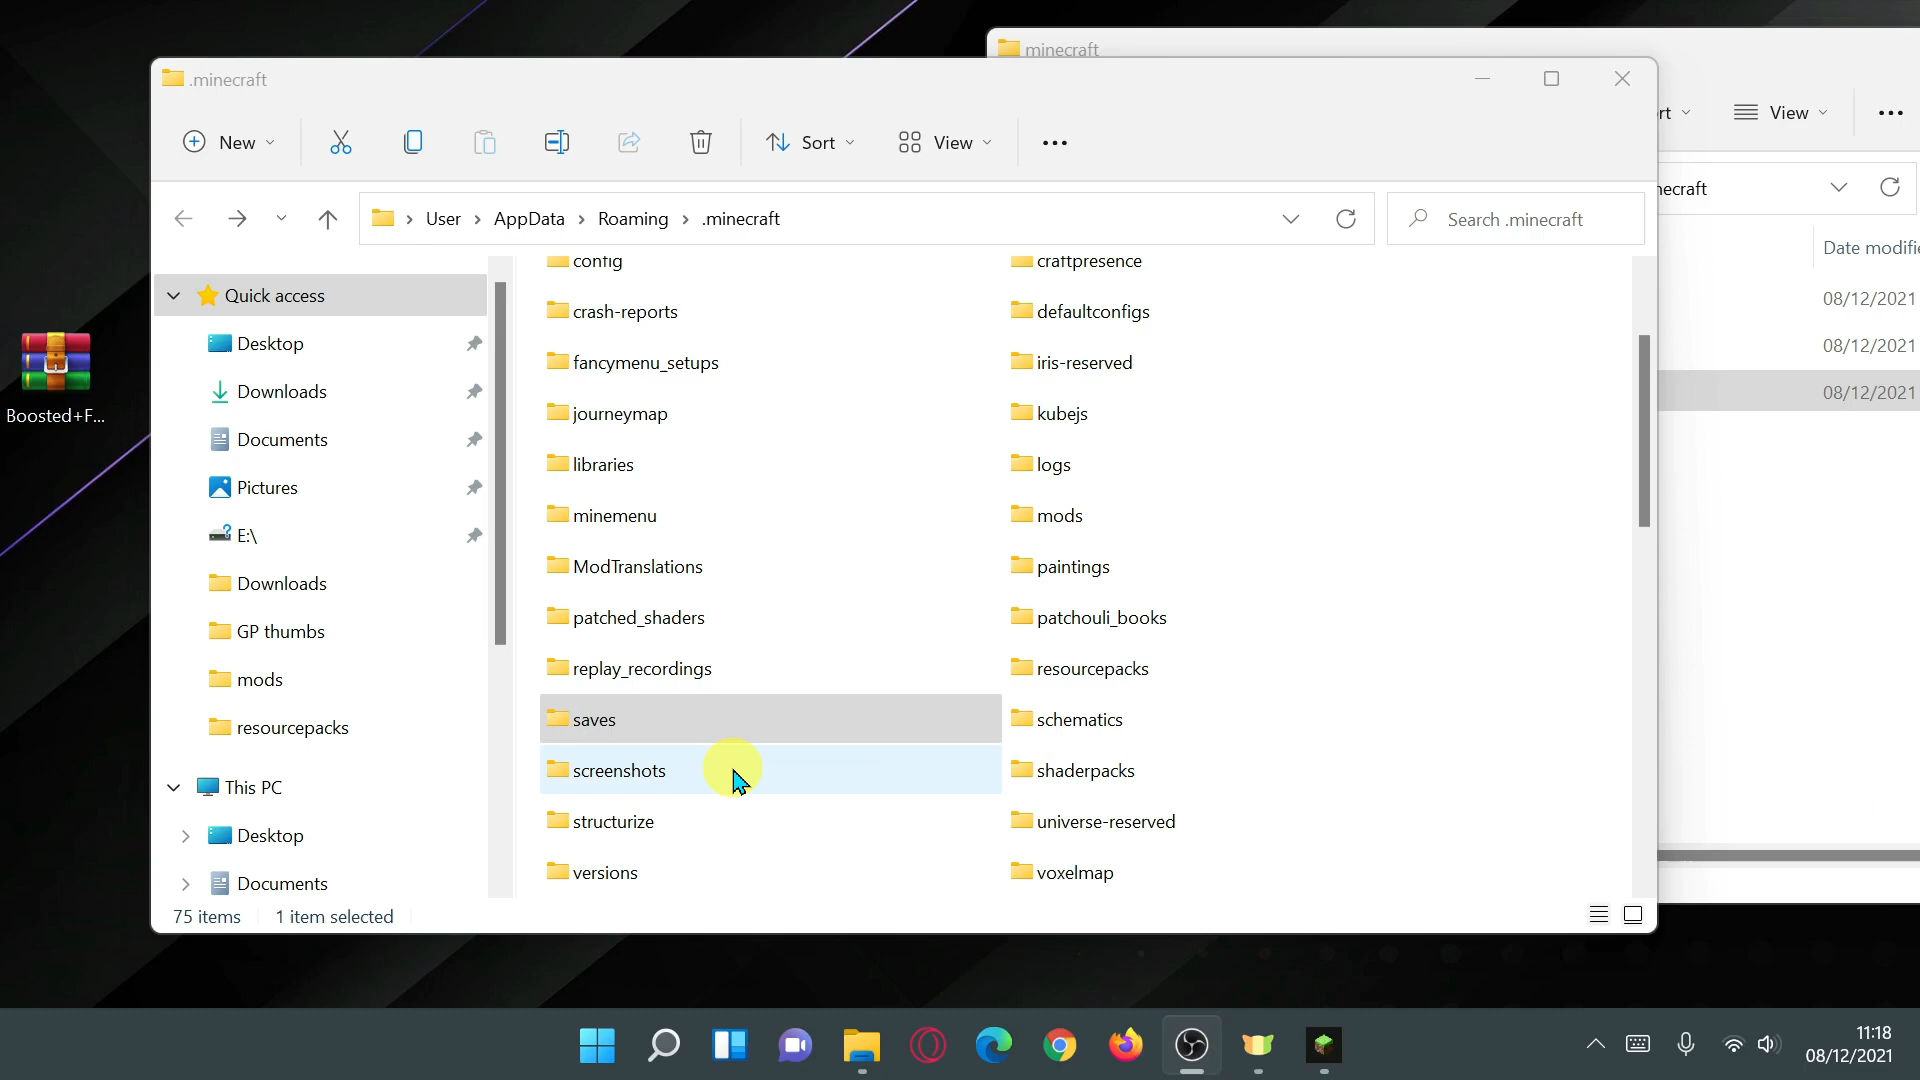 minecraft
.minecraft
New
Sort
View
rt
View
User
AppData
Roaming
.minecraft
Search .minecraft
necraft
Date modifie
08/12/2021
08/12/2021
08/12/2021
Boosted+F...
Quick access
Desktop
Downloads
Documents
Pictures
E:\
Downloads
GP thumbs
mods
resourcepacks
This PC
Desktop
Documents
config
crash-reports
fancymenu_setups
journeymap
libraries
minemenu
ModTranslations
patched_shaders
replay_recordings
saves
screenshots
structurize
versions
craftpresence
defaultconfigs
iris-reserved
kubejs
logs
mods
paintings
patchouli_books
resourcepacks
schematics
shaderpacks
universe-reserved
voxelmap
75 items
1 item selected
11:18
08/12/2021